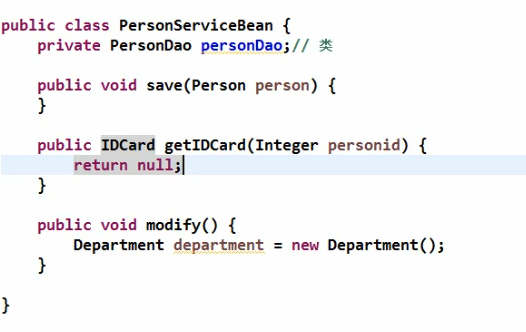 public class PersonServiceBean {
private PersonDao personDao;// 类
public void save(Person person) {
}
public IDCard getIDCard(Integer personid) {
return null;
}
public void modify() {
Department department = new Department();
}
}